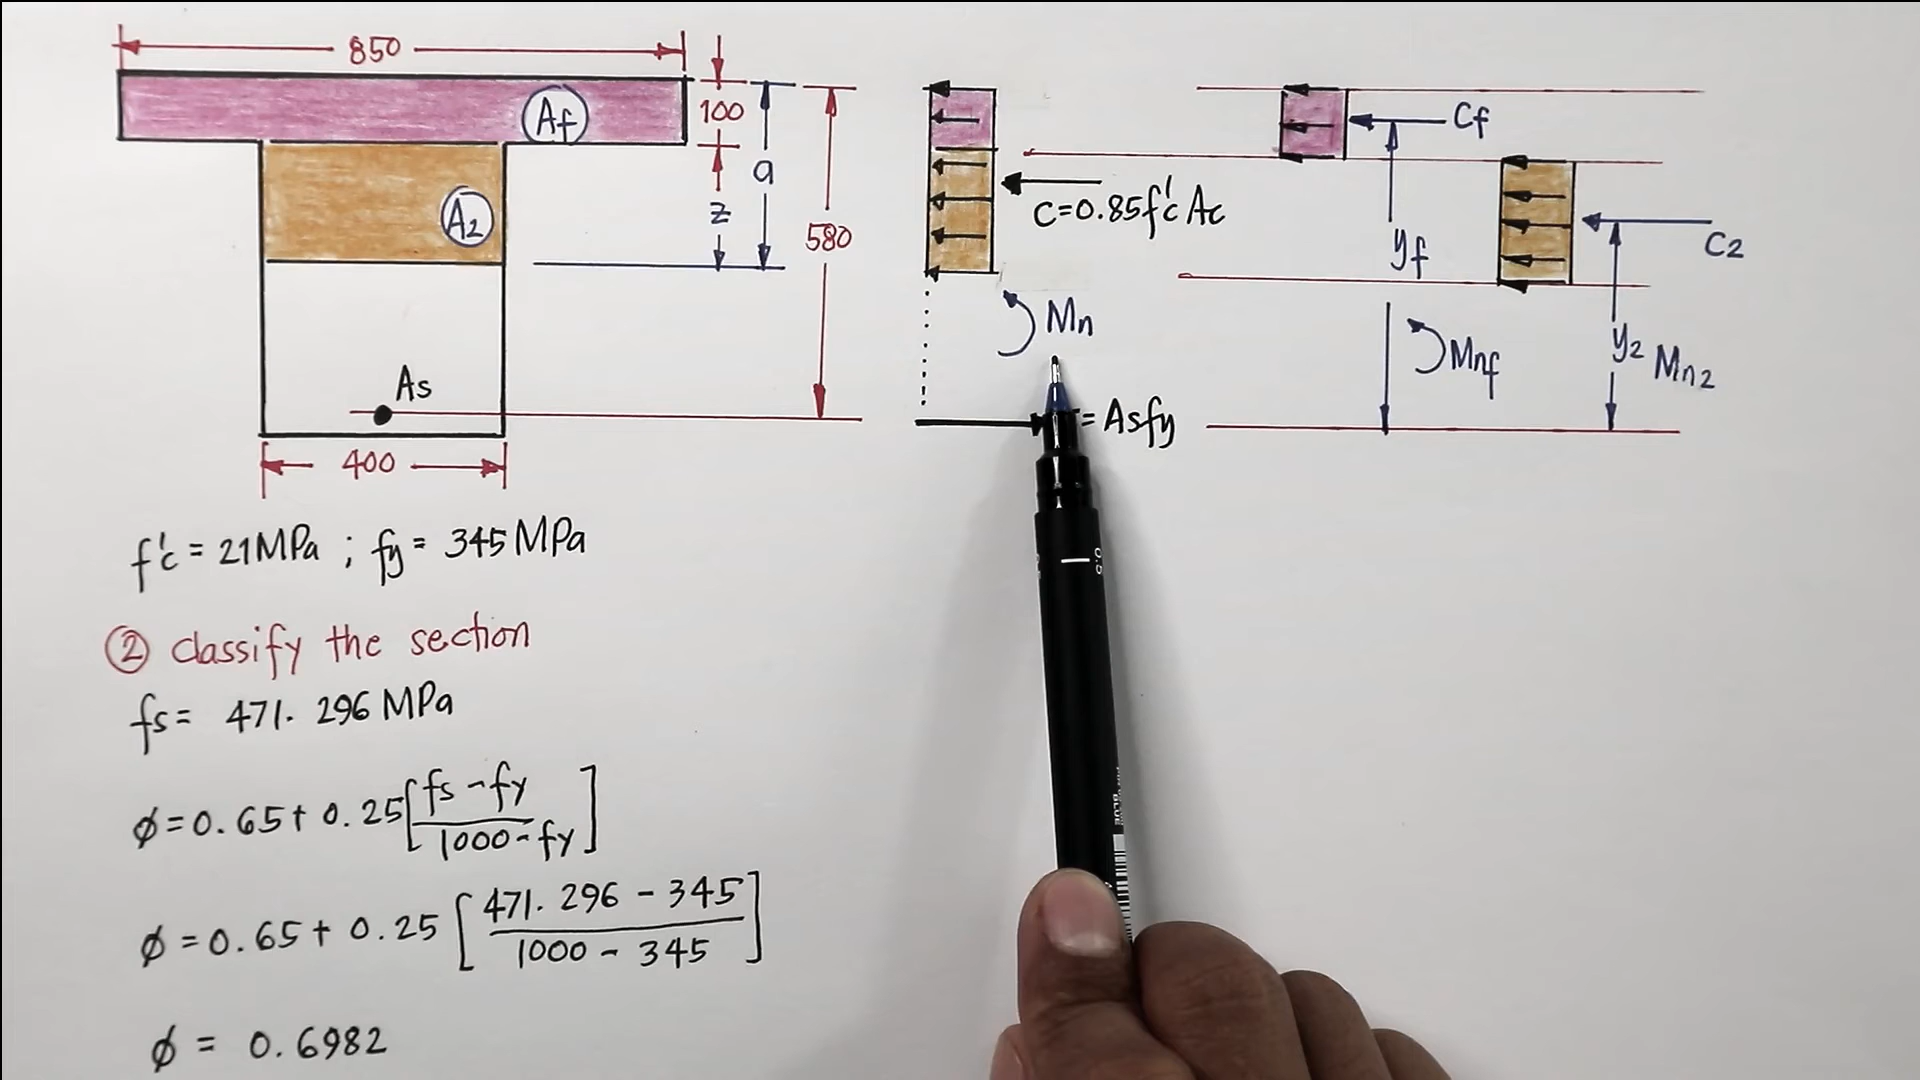 850
Af
100
a
z
A2
580
As
400
C=0.85f'c Ac
Mn
= Asfy
Cf
yf
C2
Mnf
y2
Mn2
f'c = 21MPa ; fy = 345 MPa
② classify the section
fs = 471.296 MPa
ø = 0.65 + 0.25 [fs - fy / 1000 - fy]
ø = 0.65 + 0.25 [471.296 - 345 / 1000 - 345]
ø = 0.6982
0.5